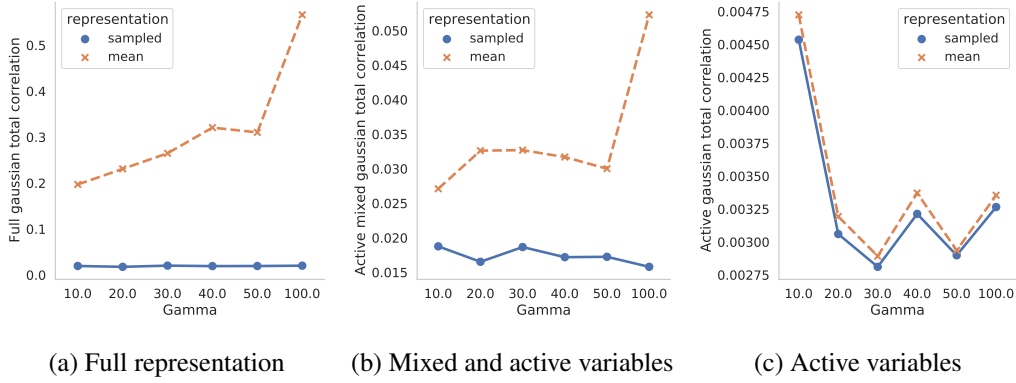 Full gaussian total correlation
0.5
0.4
0.3
0.2
0.1
0.0
representation
sampled
mean
10.0 20.0 30.0 40.0 50.0 100.0
Gamma
(a) Full representation
Active mixed gaussian total correlation
0.050
0.045
0.040
0.035
0.030
0.025
0.020
0.015
representation
sampled
mean
10.0 20.0 30.0 40.0 50.0 100.0
Gamma
(b) Mixed and active variables
Active gaussian total correlation
0.00475
0.00450
0.00425
0.00400
0.00375
0.00350
0.00325
0.00300
0.00275
representation
sampled
mean
10.0 20.0 30.0 40.0 50.0 100.0
Gamma
(c) Active variables